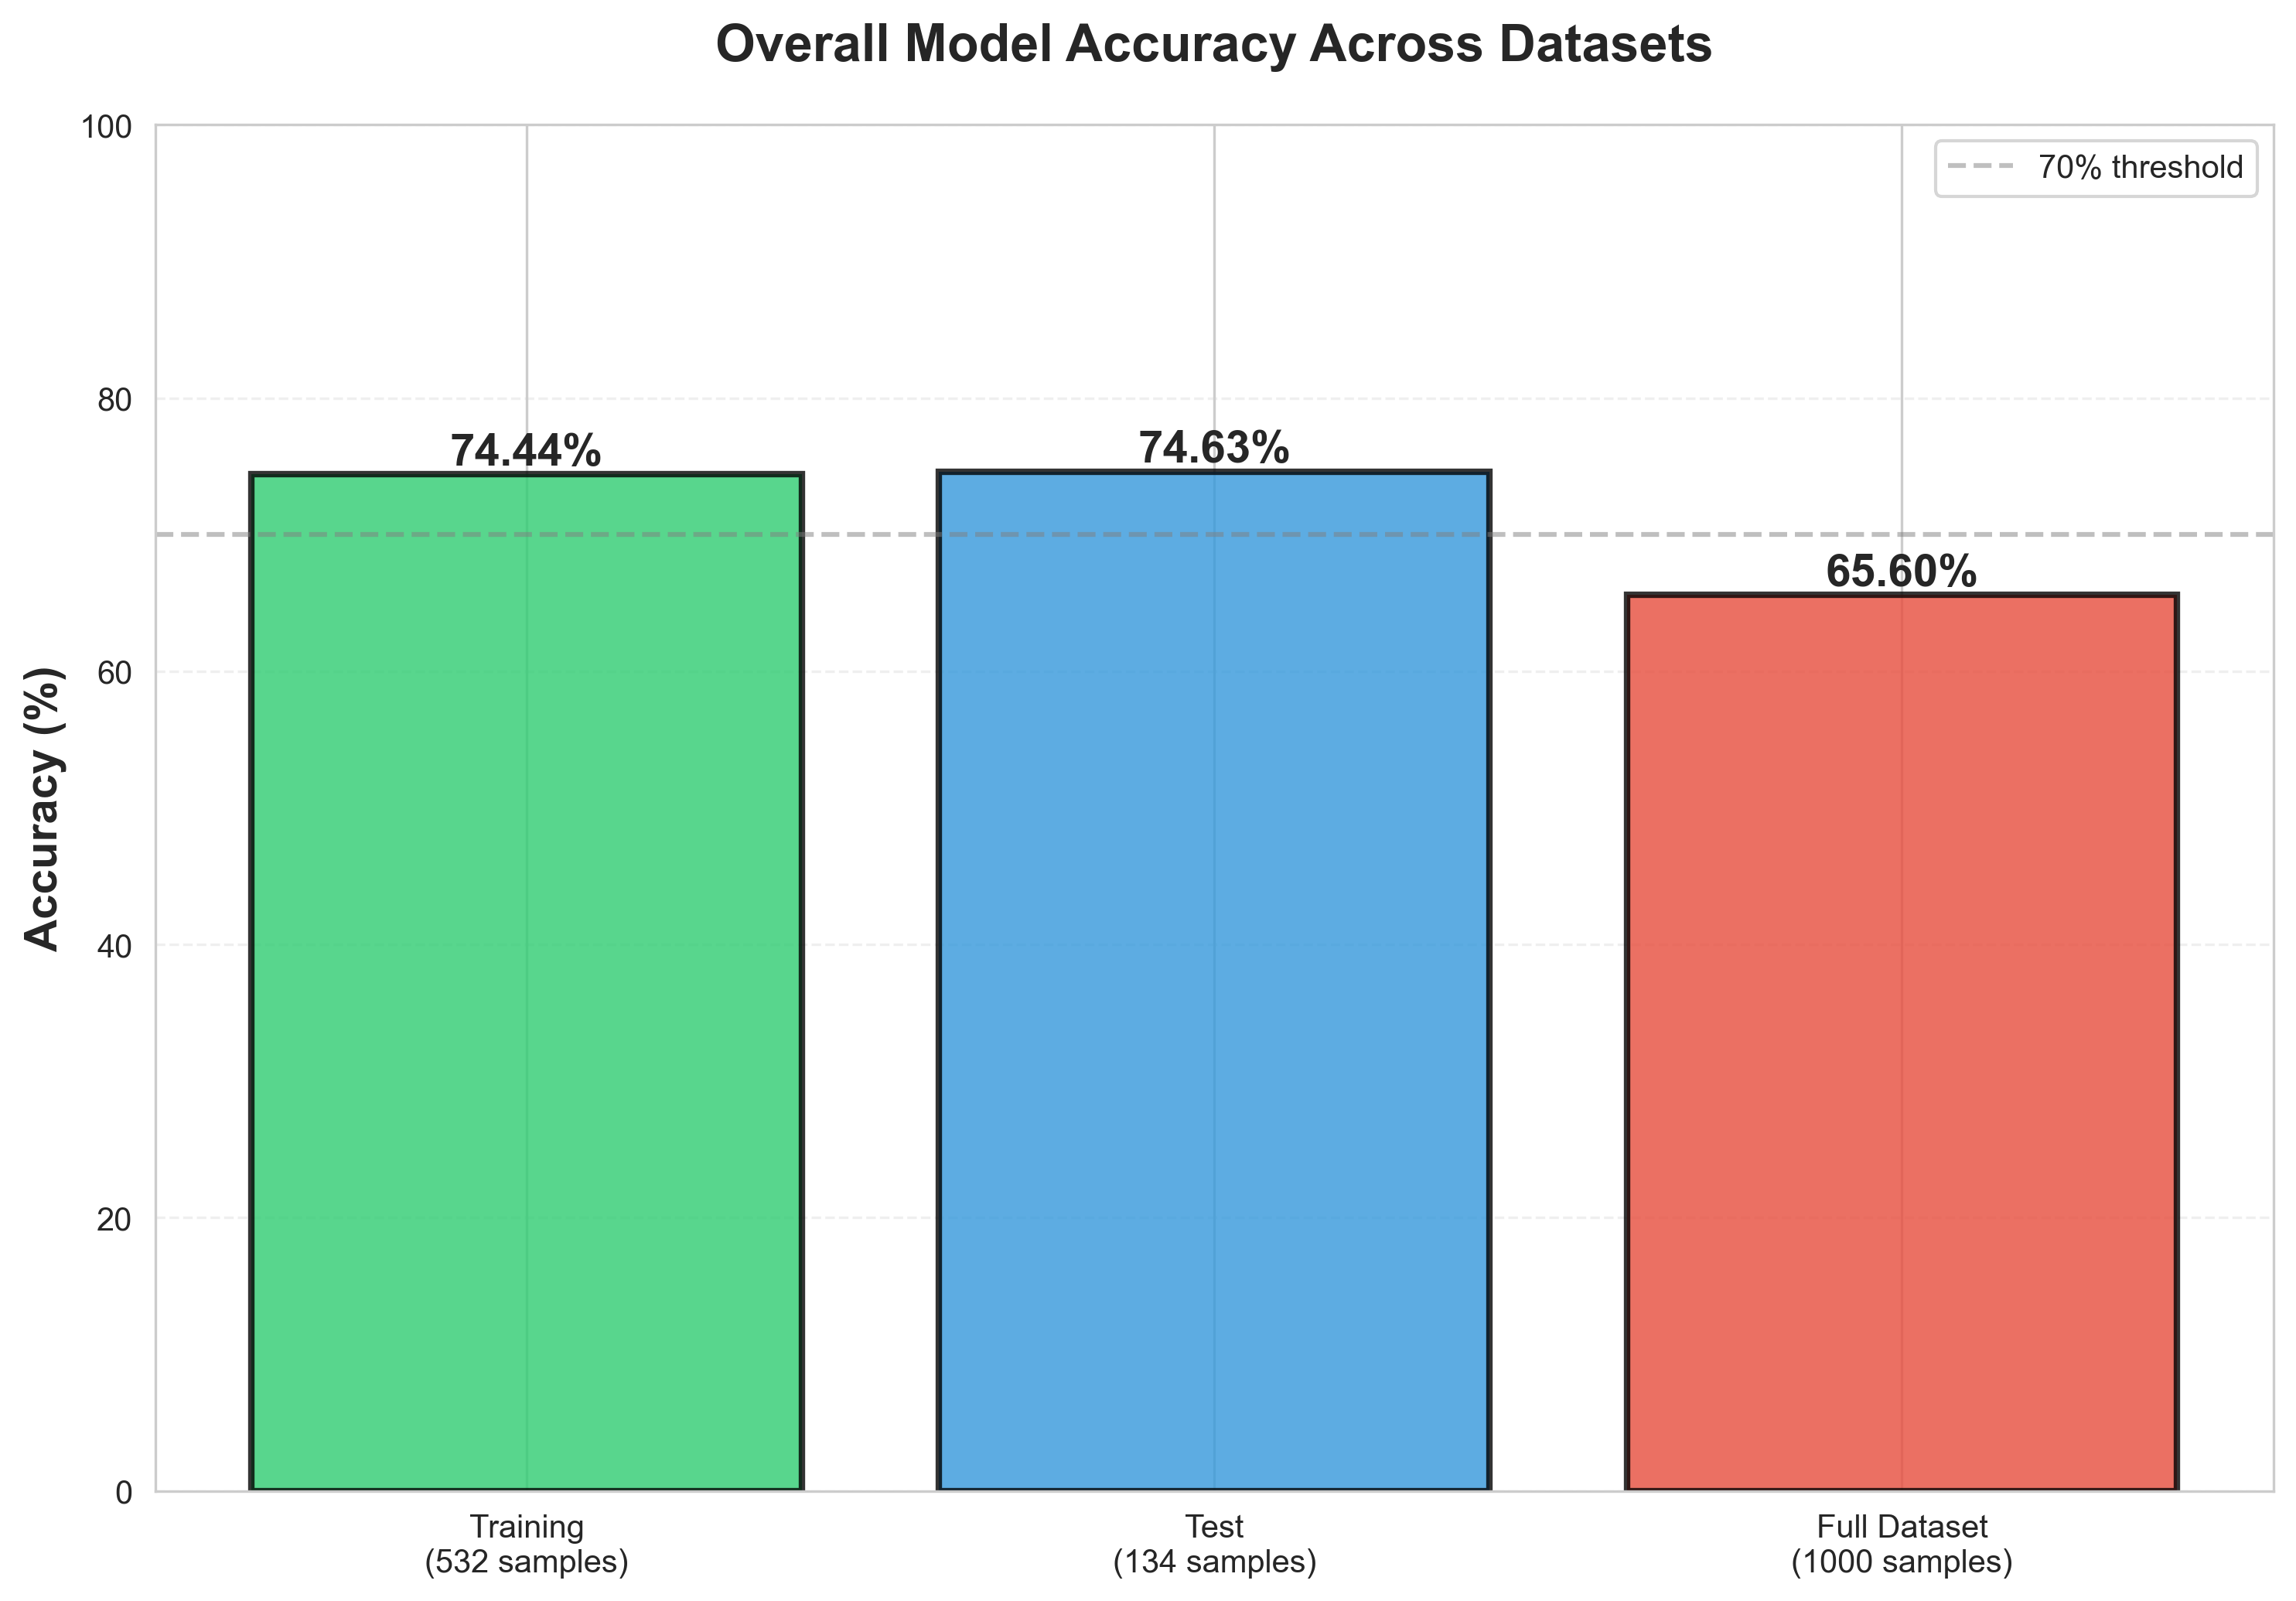 Overall Model Accuracy Across Datasets
100
80
60
40
20
0
Accuracy (%)
70% threshold
74.44%
74.63%
65.60%
Training
(532 samples)
Test
(134 samples)
Full Dataset
(1000 samples)